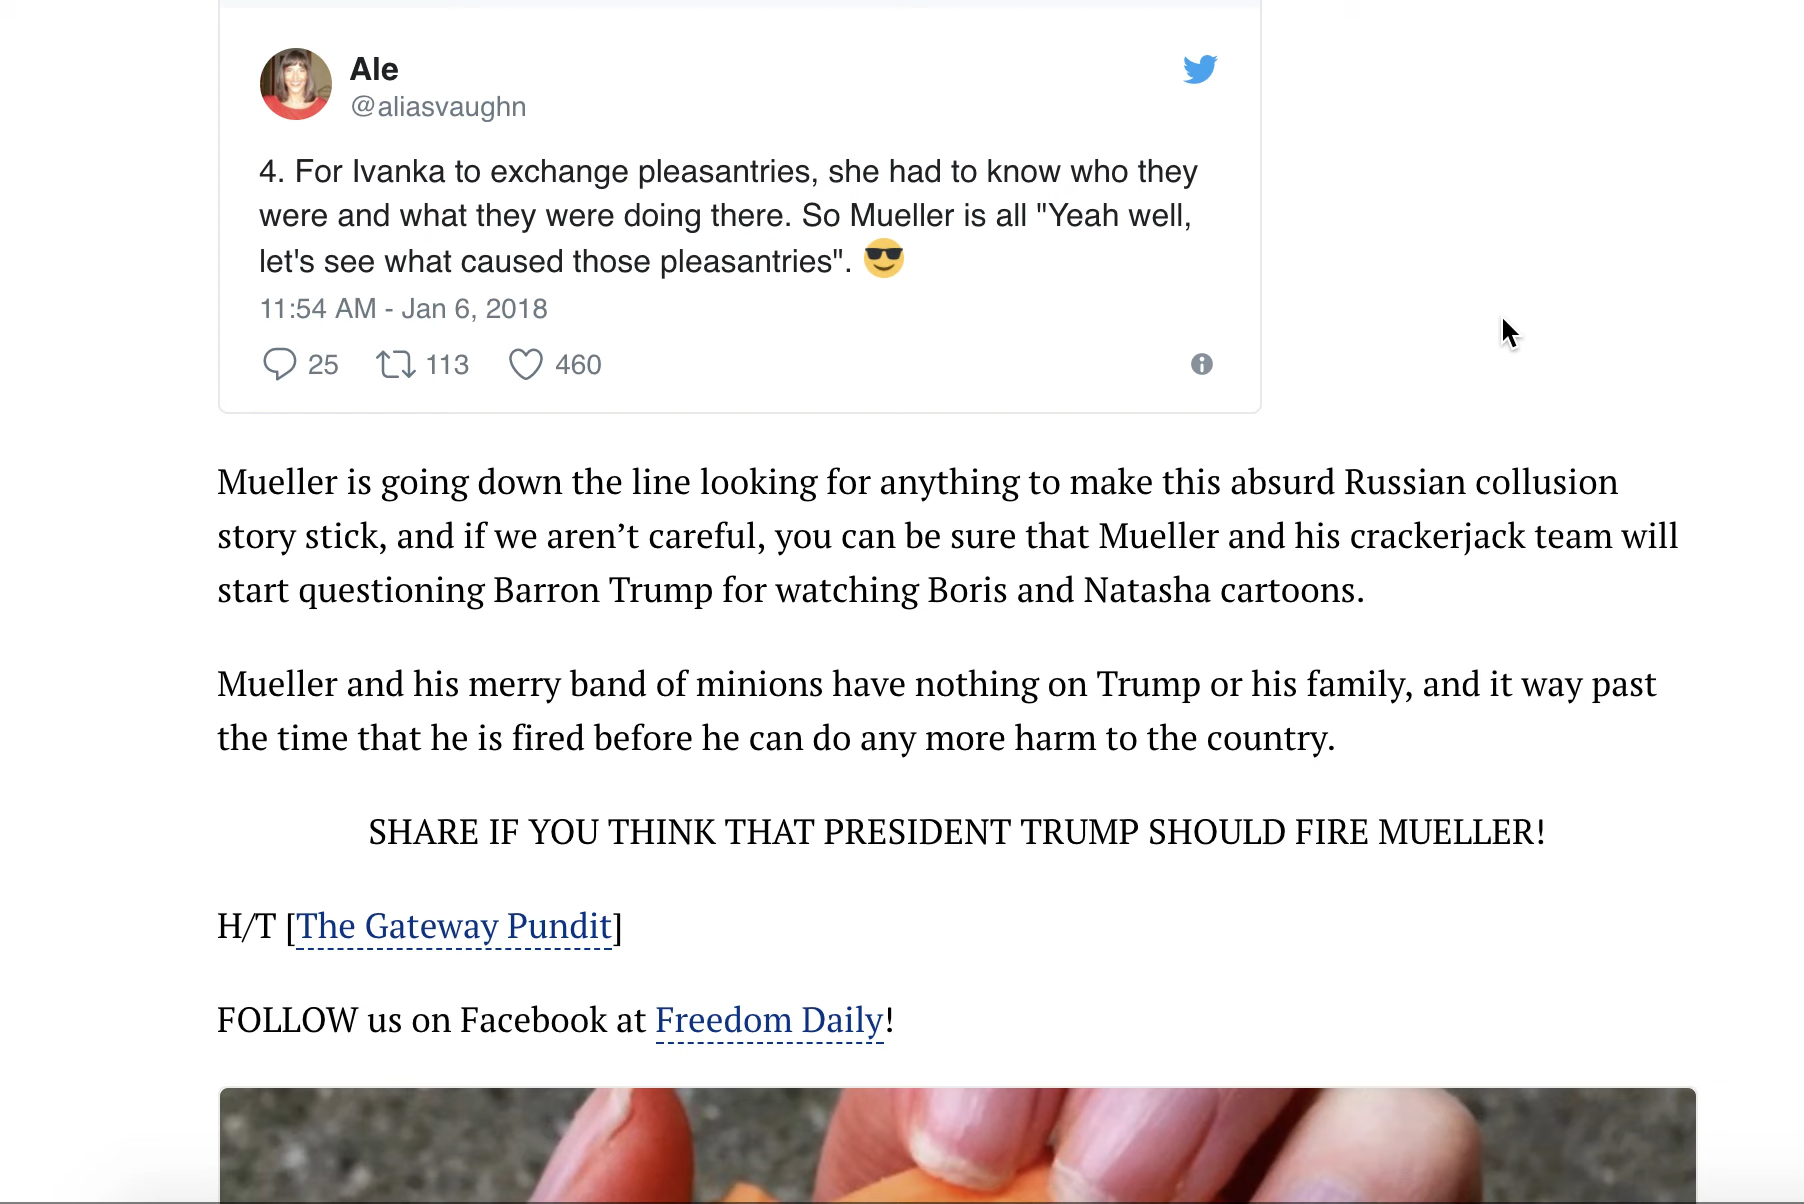 Ale
@aliasvaughn
4. For Ivanka to exchange pleasantries, she had to know who they
were and what they were doing there. So Mueller is all "Yeah well,
let's see what caused those pleasantries". 😎
11:54 AM - Jan 6, 2018
25 113 460
Mueller is going down the line looking for anything to make this absurd Russian collusion
story stick, and if we aren’t careful, you can be sure that Mueller and his crackerjack team will
start questioning Barron Trump for watching Boris and Natasha cartoons.
Mueller and his merry band of minions have nothing on Trump or his family, and it way past
the time that he is fired before he can do any more harm to the country.
SHARE IF YOU THINK THAT PRESIDENT TRUMP SHOULD FIRE MUELLER!
H/T [The Gateway Pundit]
FOLLOW us on Facebook at Freedom Daily!